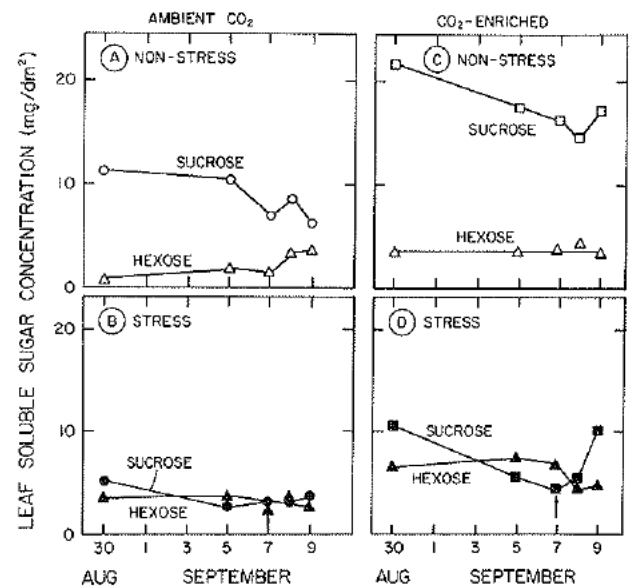 AMBIENT CO₂
CO₂-ENRICHED
LEAF SOLUBLE SUGAR CONCENTRATION (mg/dm²)
20
10
0
A NON-STRESS
SUCROSE
HEXOSE
C NON-STRESS
SUCROSE
HEXOSE
20
10
0
B STRESS
SUCROSE
HEXOSE
D STRESS
SUCROSE
HEXOSE
30 1 3 5 7 9
30 1 3 5 7 9
AUG SEPTEMBER
AUG SEPTEMBER